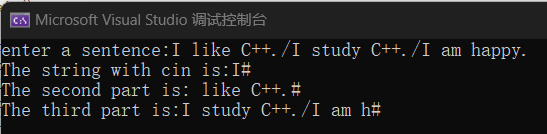 Microsoft Visual Studio 调试控制台
enter a sentence:I like C++./I study C++./I am happy.
The string with cin is:I#
The second part is: like C++.#
The third part is:I study C++./I am h#